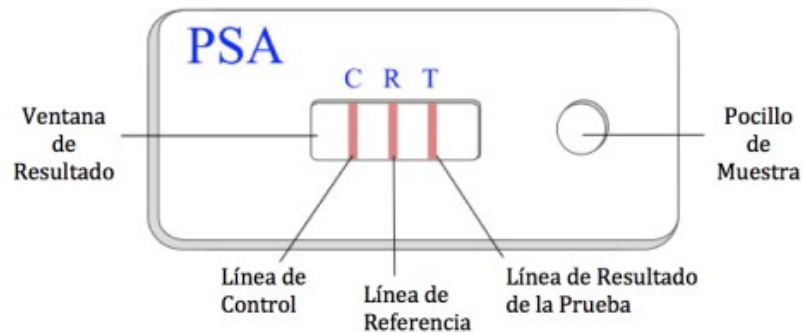 PSA
C R T
Ventana
de
Resultado
Pocillo
de
Muestra
Línea de
Control
Línea de
Referencia
Línea de Resultado
de la Prueba